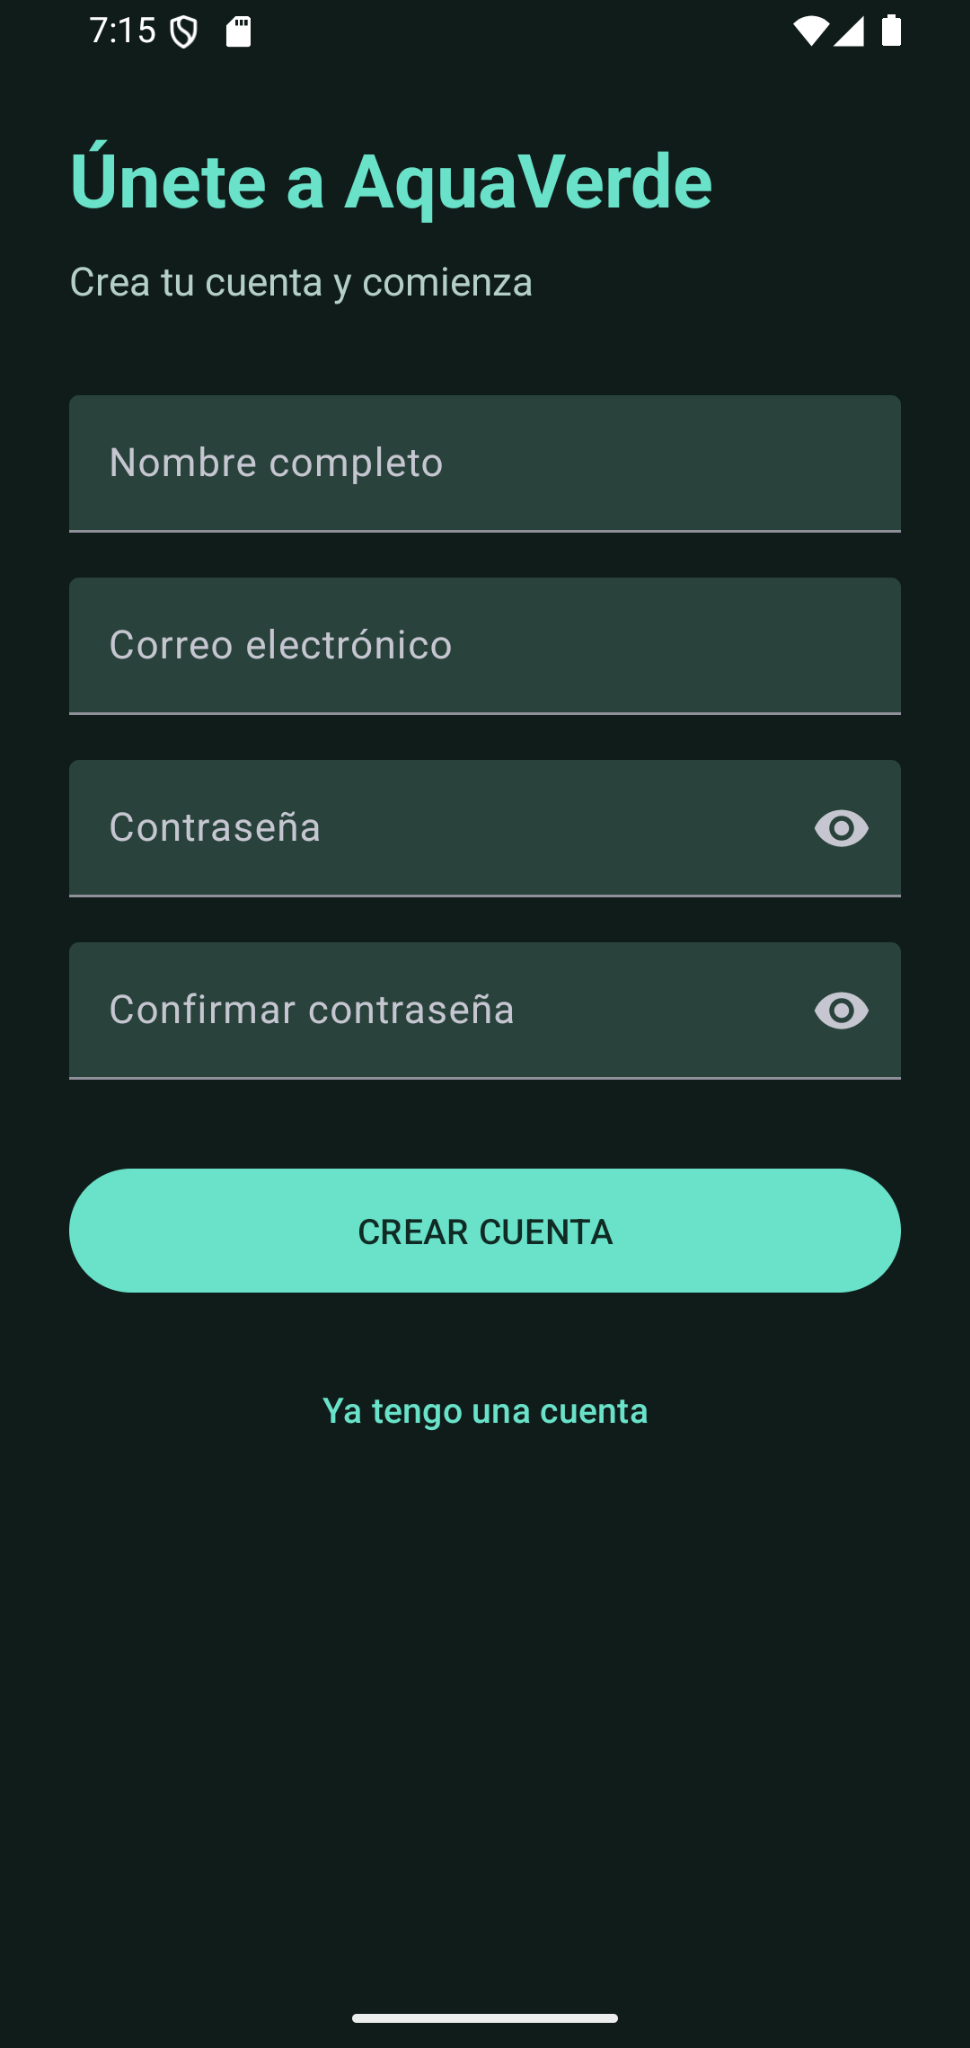 7:15
Únete a AquaVerde
Crea tu cuenta y comienza
Nombre completo
Correo electrónico
Contraseña
Confirmar contraseña
CREAR CUENTA
Ya tengo una cuenta